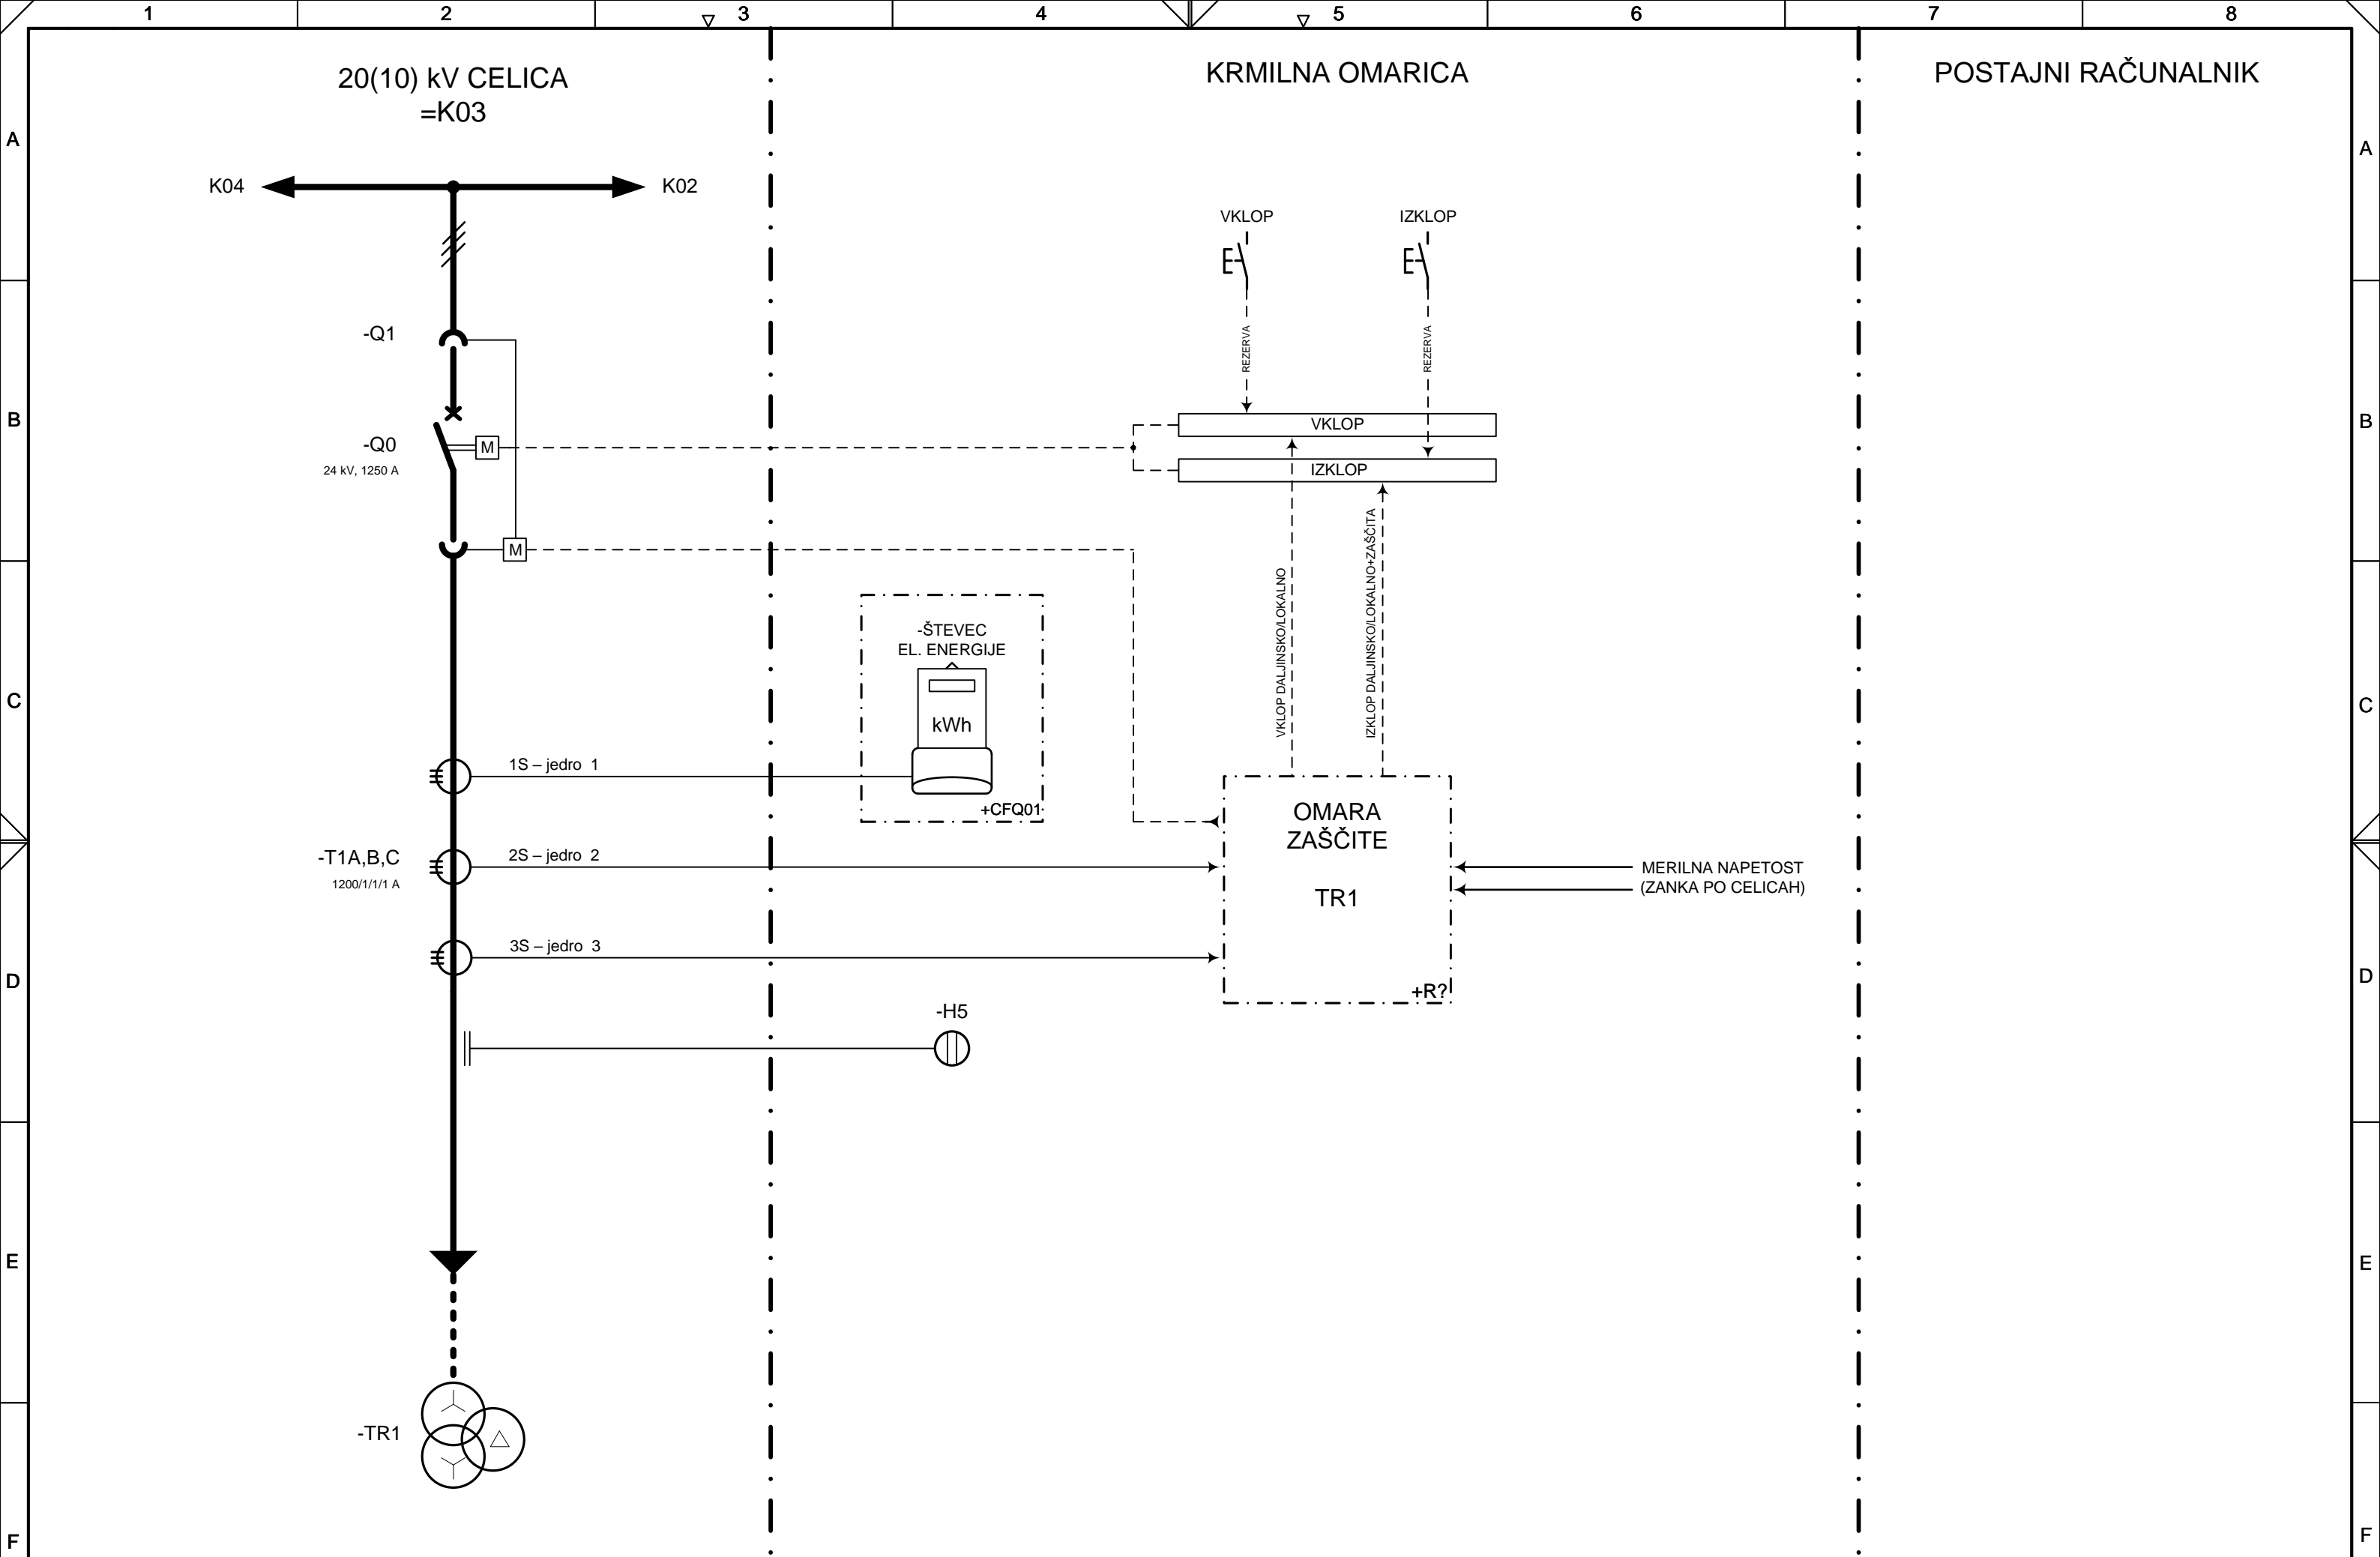 1 2 3 4 5 6 7 8
20(10) kV CELICA
=K03
KRMILNA OMARICA
POSTAJNI RAČUNALNIK
A
A
K04
K02
VKLOP
IZKLOP
REZERVA
REZERVA
-Q1
B
B
VKLOP
-Q0
M
24 kV, 1250 A
IZKLOP
M
VKLOP DALJINSKO/LOKALNO
IZKLOP DALJINSKO/LOKALNO+ZAŠČITA
-ŠTEVEC
EL. ENERGIJE
kWh
+CFQ01
C
C
1S – jedro 1
OMARA
ZAŠČITE
TR1
+R?
-T1A,B,C
1200/1/1/1 A
2S – jedro 2
MERILNA NAPETOST
(ZANKA PO CELICAH)
3S – jedro 3
D
D
-H5
E
E
-TR1
F
F